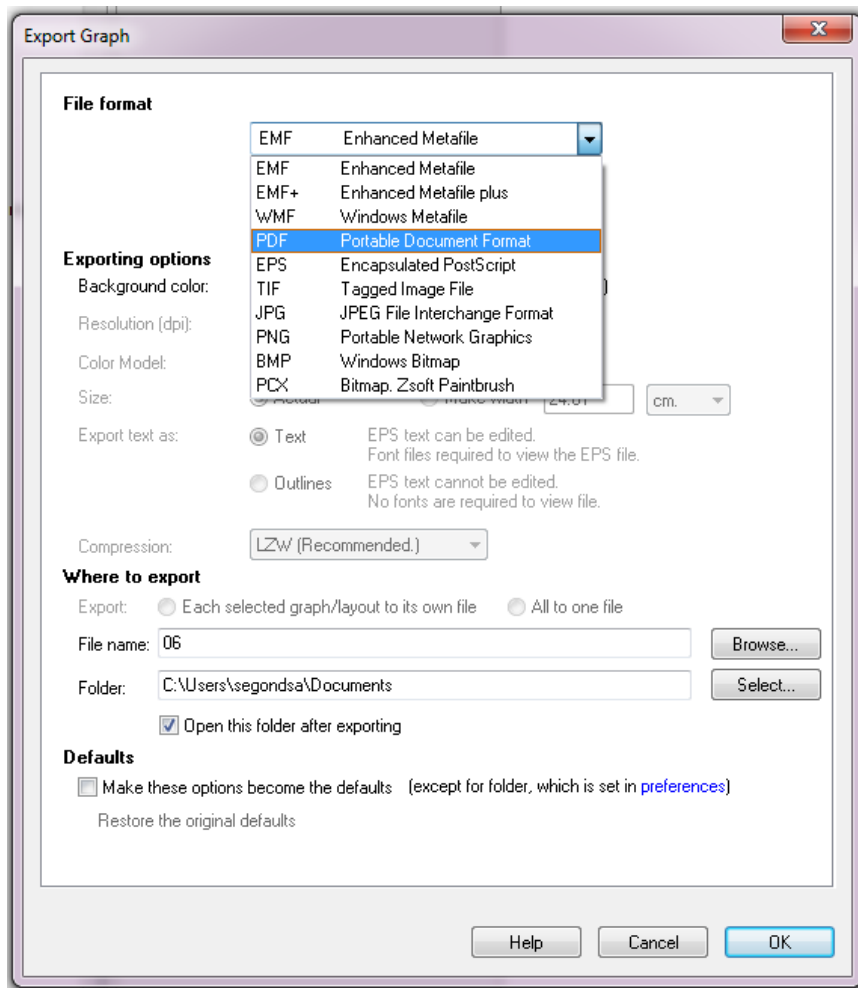 Export Graph
File format
EMF Enhanced Metafile
EMF Enhanced Metafile
EMF+ Enhanced Metafile plus
WMF Windows Metafile
PDF Portable Document Format
EPS Encapsulated PostScript
TIF Tagged Image File
JPG JPEG File Interchange Format
PNG Portable Network Graphics
BMP Windows Bitmap
PCX Bitmap. Zsoft Paintbrush
Exporting options
Background color: )
Resolution (dpi):
Color Model:
Size: Actual Make width 24.61 cm.
Export text as: Text EPS text can be edited.
Font files required to view the EPS file.
Outlines EPS text cannot be edited.
No fonts are required to view file.
Compression: LZW (Recommended.)
Where to export
Export: Each selected graph/layout to its own file All to one file
File name: 06 Browse...
Folder: C:\Users\segondsa\Documents Select...
Open this folder after exporting
Defaults
Make these options become the defaults (except for folder, which is set in preferences)
Restore the original defaults
Help Cancel OK